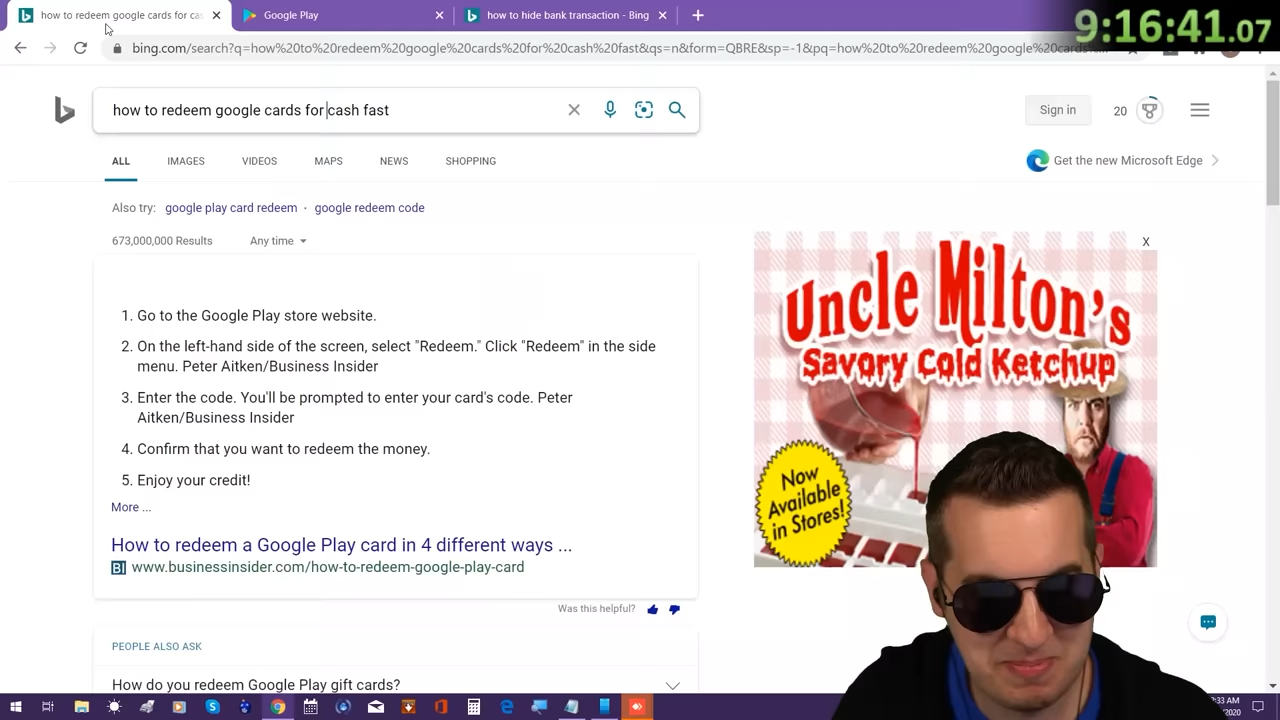 how to redeem google cards for cas
Google Play
how to hide bank transaction - Bing
9:16:41.07
bing.com/search?q=how%20to%20redeem%20google%20cards%20for%20cash%20fast&qs=n&form=QBRE&sp=-1&pq=how%20to%20redeem%20google%20cards%
how to redeem google cards for cash fast
Sign in
20
ALL
IMAGES
VIDEOS
MAPS
NEWS
SHOPPING
Get the new Microsoft Edge
Also try: google play card redeem · google redeem code
673,000,000 Results
Any time
X
Uncle Milton's
Savory Cold Ketchup
Now
Available
in Stores!
1. Go to the Google Play store website.
2. On the left-hand side of the screen, select "Redeem." Click "Redeem" in the side
menu. Peter Aitken/Business Insider
3. Enter the code. You'll be prompted to enter your card's code. Peter
Aitken/Business Insider
4. Confirm that you want to redeem the money.
5. Enjoy your credit!
More ...
How to redeem a Google Play card in 4 different ways ...
BI www.businessinsider.com/how-to-redeem-google-play-card
Was this helpful?
PEOPLE ALSO ASK
How do you redeem Google Play gift cards?